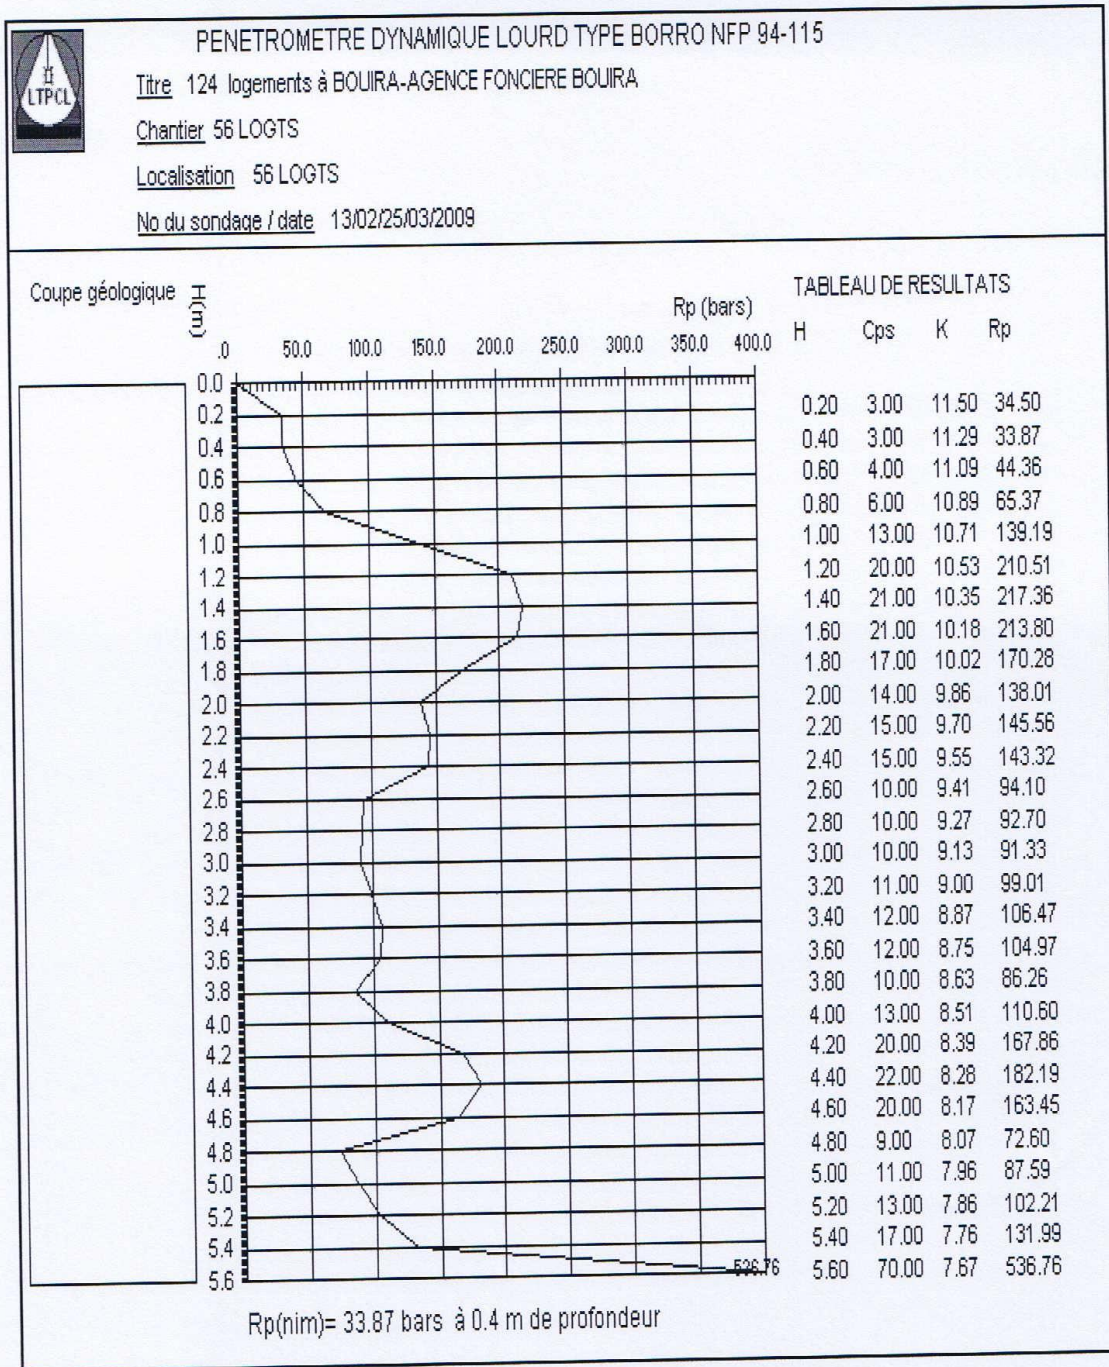 LTPCL
PENETROMETRE DYNAMIQUE LOURD TYPE BORRO NFP 94-115
Titre 124 logements à BOUIRA-AGENCE FONCIERE BOUIRA
Chantier 56 LOGTS
Localisation 56 LOGTS
No du sondage / date 13/02/25/03/2009
Coupe géologique
H(m)
Rp (bars)
.0 50.0 100.0 150.0 200.0 250.0 300.0 350.0 400.0
0.0
0.2
0.4
0.6
0.8
1.0
1.2
1.4
1.6
1.8
2.0
2.2
2.4
2.6
2.8
3.0
3.2
3.4
3.6
3.8
4.0
4.2
4.4
4.6
4.8
5.0
5.2
5.4
5.6
536.76
TABLEAU DE RESULTATS
H Cps K Rp
0.20 3.00 11.50 34.50
0.40 3.00 11.29 33.87
0.60 4.00 11.09 44.36
0.80 6.00 10.89 65.37
1.00 13.00 10.71 139.19
1.20 20.00 10.53 210.51
1.40 21.00 10.35 217.36
1.60 21.00 10.18 213.80
1.80 17.00 10.02 170.28
2.00 14.00 9.86 138.01
2.20 15.00 9.70 145.56
2.40 15.00 9.55 143.32
2.60 10.00 9.41 94.10
2.80 10.00 9.27 92.70
3.00 10.00 9.13 91.33
3.20 11.00 9.00 99.01
3.40 12.00 8.87 106.47
3.60 12.00 8.75 104.97
3.80 10.00 8.63 86.26
4.00 13.00 8.51 110.60
4.20 20.00 8.39 167.86
4.40 22.00 8.28 182.19
4.60 20.00 8.17 163.45
4.80 9.00 8.07 72.60
5.00 11.00 7.96 87.59
5.20 13.00 7.86 102.21
5.40 17.00 7.76 131.99
5.60 70.00 7.67 536.76
Rp(nim)= 33.87 bars à 0.4 m de profondeur